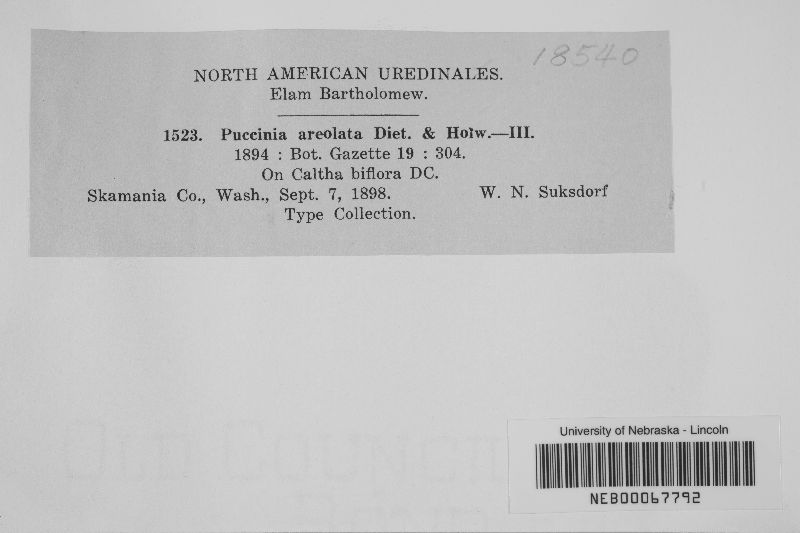 18540
NORTH AMERICAN UREDINALES.
Elam Bartholomew.
1523. Puccinia areolata Diet. & Holw.—III.
1894 : Bot. Gazette 19 : 304.
On Caltha biflora DC.
Skamania Co., Wash., Sept. 7, 1898. W. N. Suksdorf
Type Collection.
University of Nebraska - Lincoln
NEB00067792